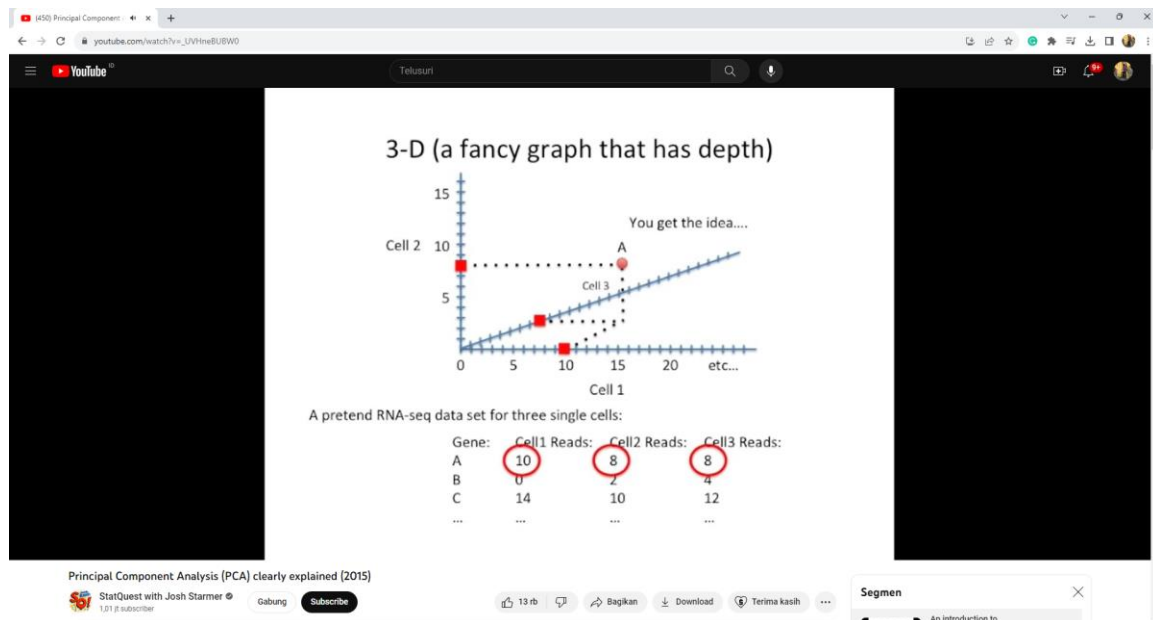 (450) Principal Component
youtube.com/watch?v=_UVHneBUBW0
YouTube ID
Telusuri
9+
3-D (a fancy graph that has depth)
15
You get the idea....
Cell 2 10
A
Cell 3
5
0 5 10 15 20 etc...
Cell 1
A pretend RNA-seq data set for three single cells:
Gene: Cell1 Reads: Cell2 Reads: Cell3 Reads:
A 10 8 8
B 0 2 4
C 14 10 12
... ... ... ...
Principal Component Analysis (PCA) clearly explained (2015)
StatQuest with Josh Starmer
1,01 jt subscriber
Gabung
Subscribe
13 rb
Bagikan
Download
Terima kasih
...
Segmen
An introduction to